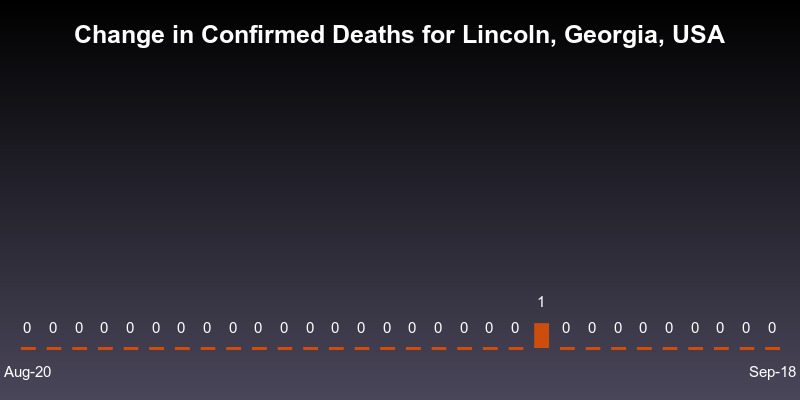 Change in Confirmed Deaths for Lincoln, Georgia, USA
1
0 0 0 0 0 0 0 0 0 0 0 0 0 0 0 0 0 0 0 0 0 0 0 0 0 0 0 0 0
Aug-20 Sep-18